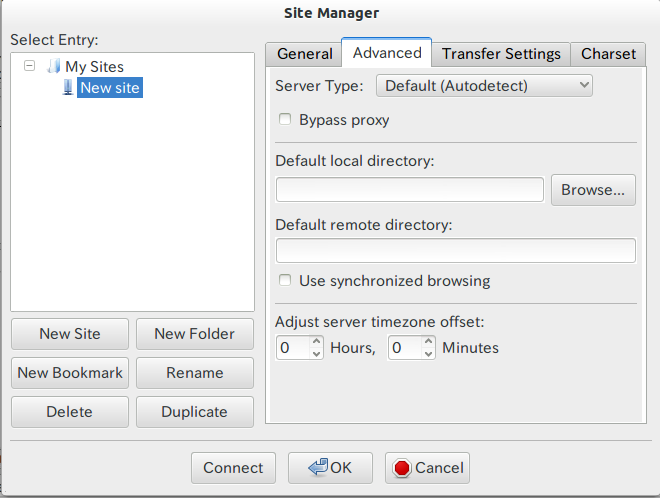 Site Manager
Select Entry:
My Sites
New site
New Site
New Folder
New Bookmark
Rename
Delete
Duplicate
General
Advanced
Transfer Settings
Charset
Server Type:
Default (Autodetect)
Bypass proxy
Default local directory:
Browse...
Default remote directory:
Use synchronized browsing
Adjust server timezone offset:
0 Hours, 0 Minutes
Connect
OK
Cancel